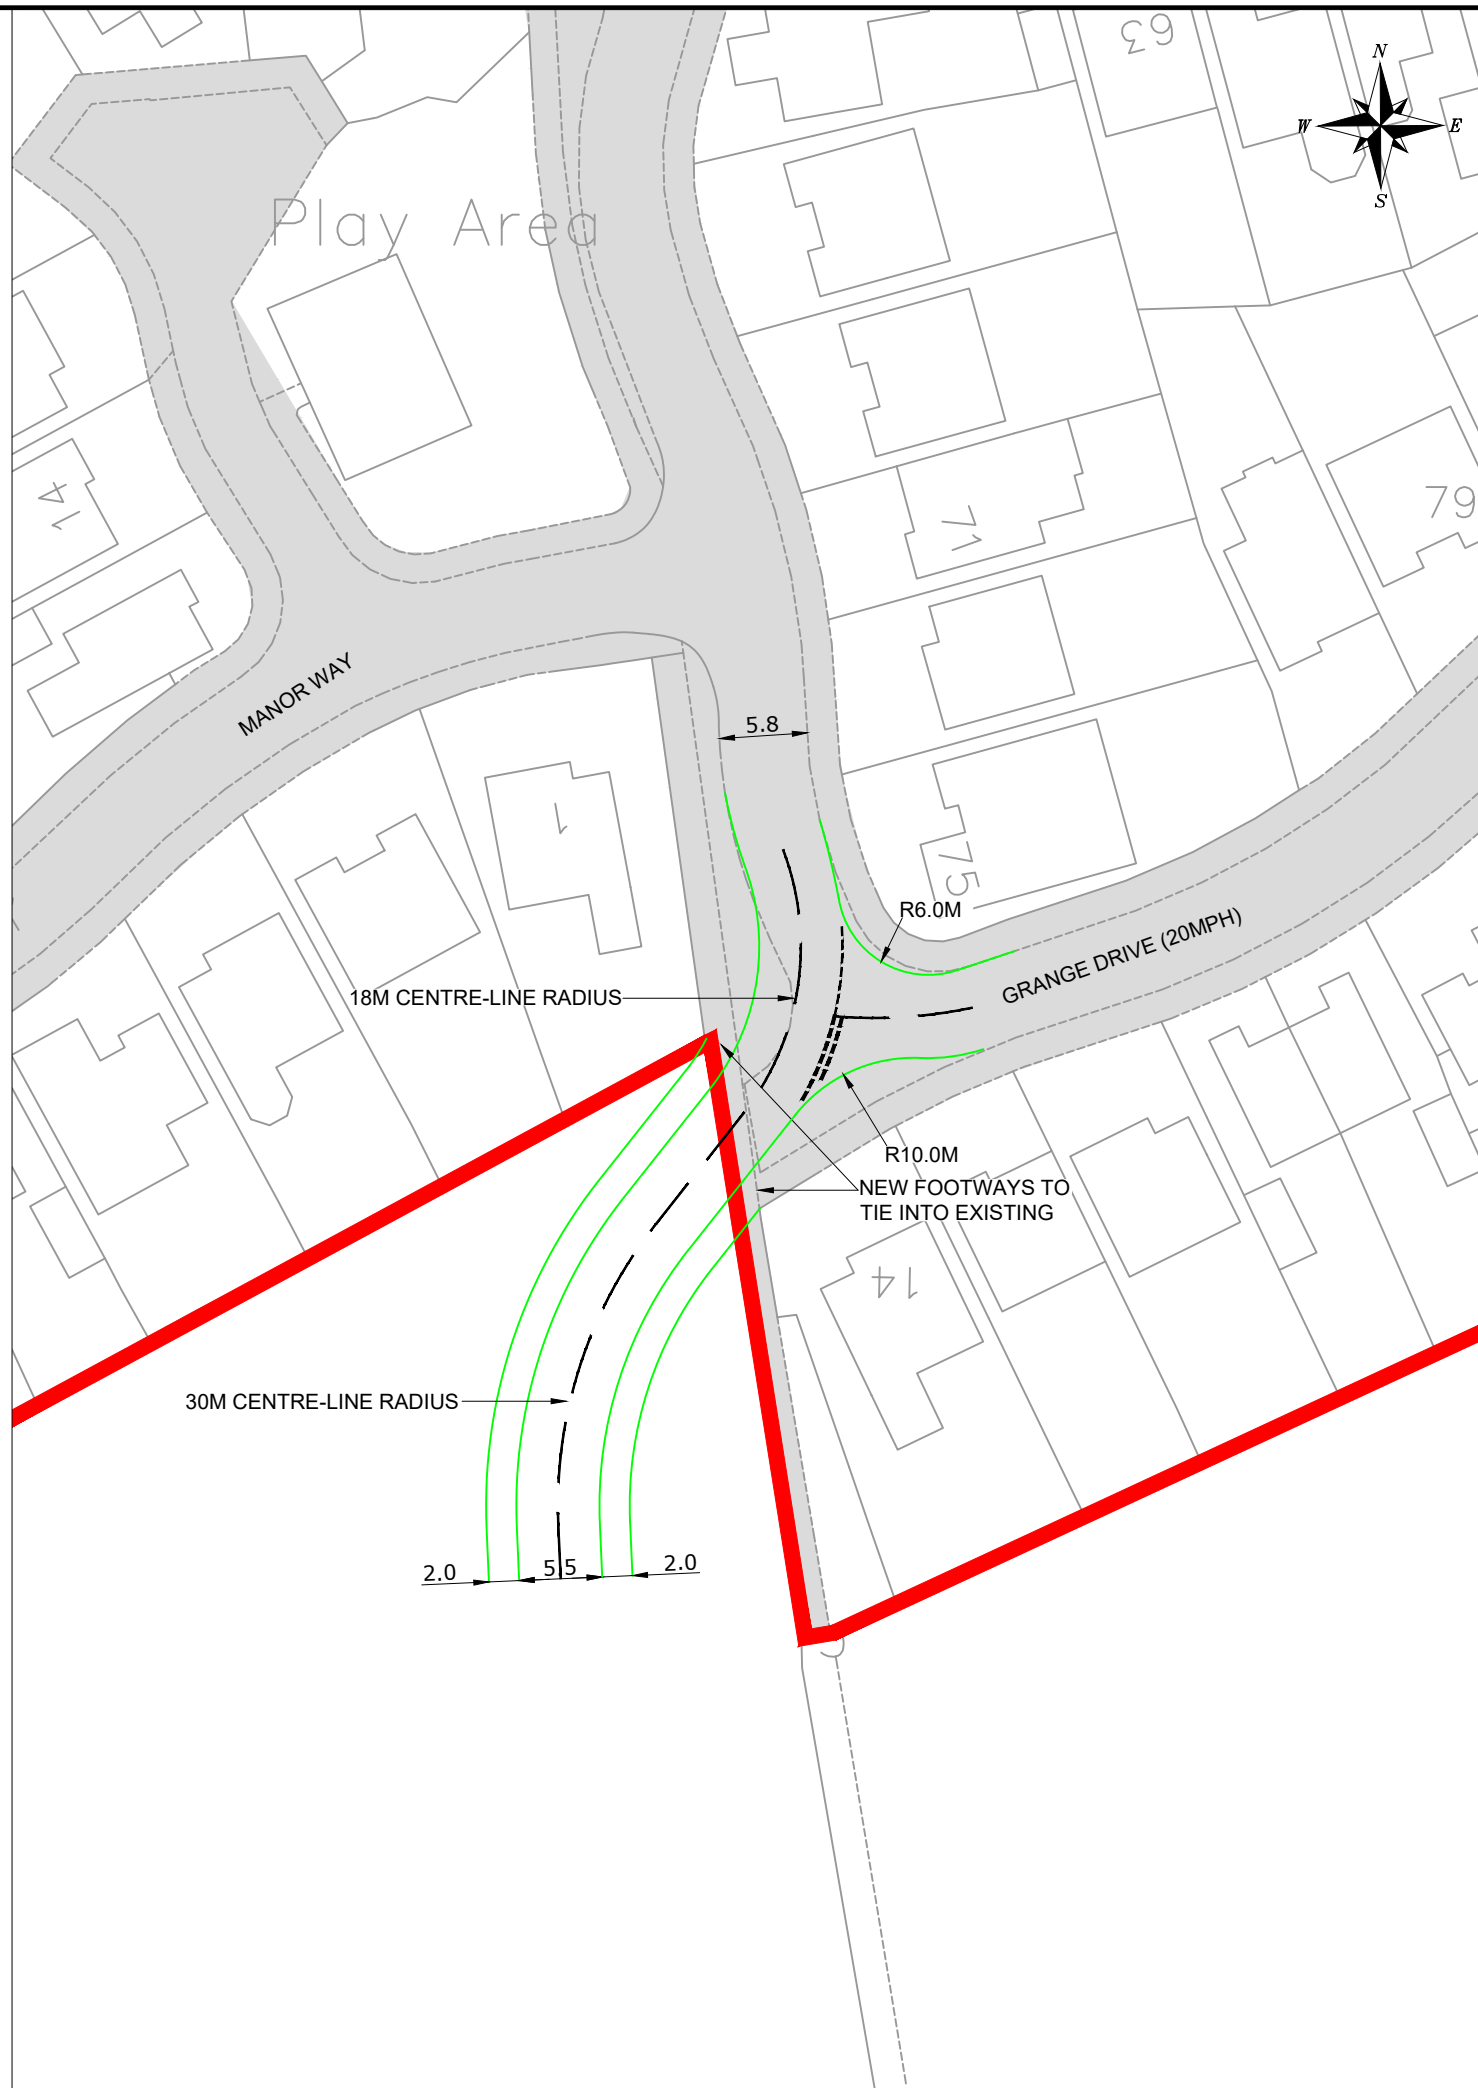 63
N
W
E
S
Play Area
14
79
71
MANOR WAY
5.8
1
75
R6.0M
GRANGE DRIVE (20MPH)
18M CENTRE-LINE RADIUS
R10.0M
NEW FOOTWAYS TO
TIE INTO EXISTING
14
30M CENTRE-LINE RADIUS
2.0
5.5
2.0